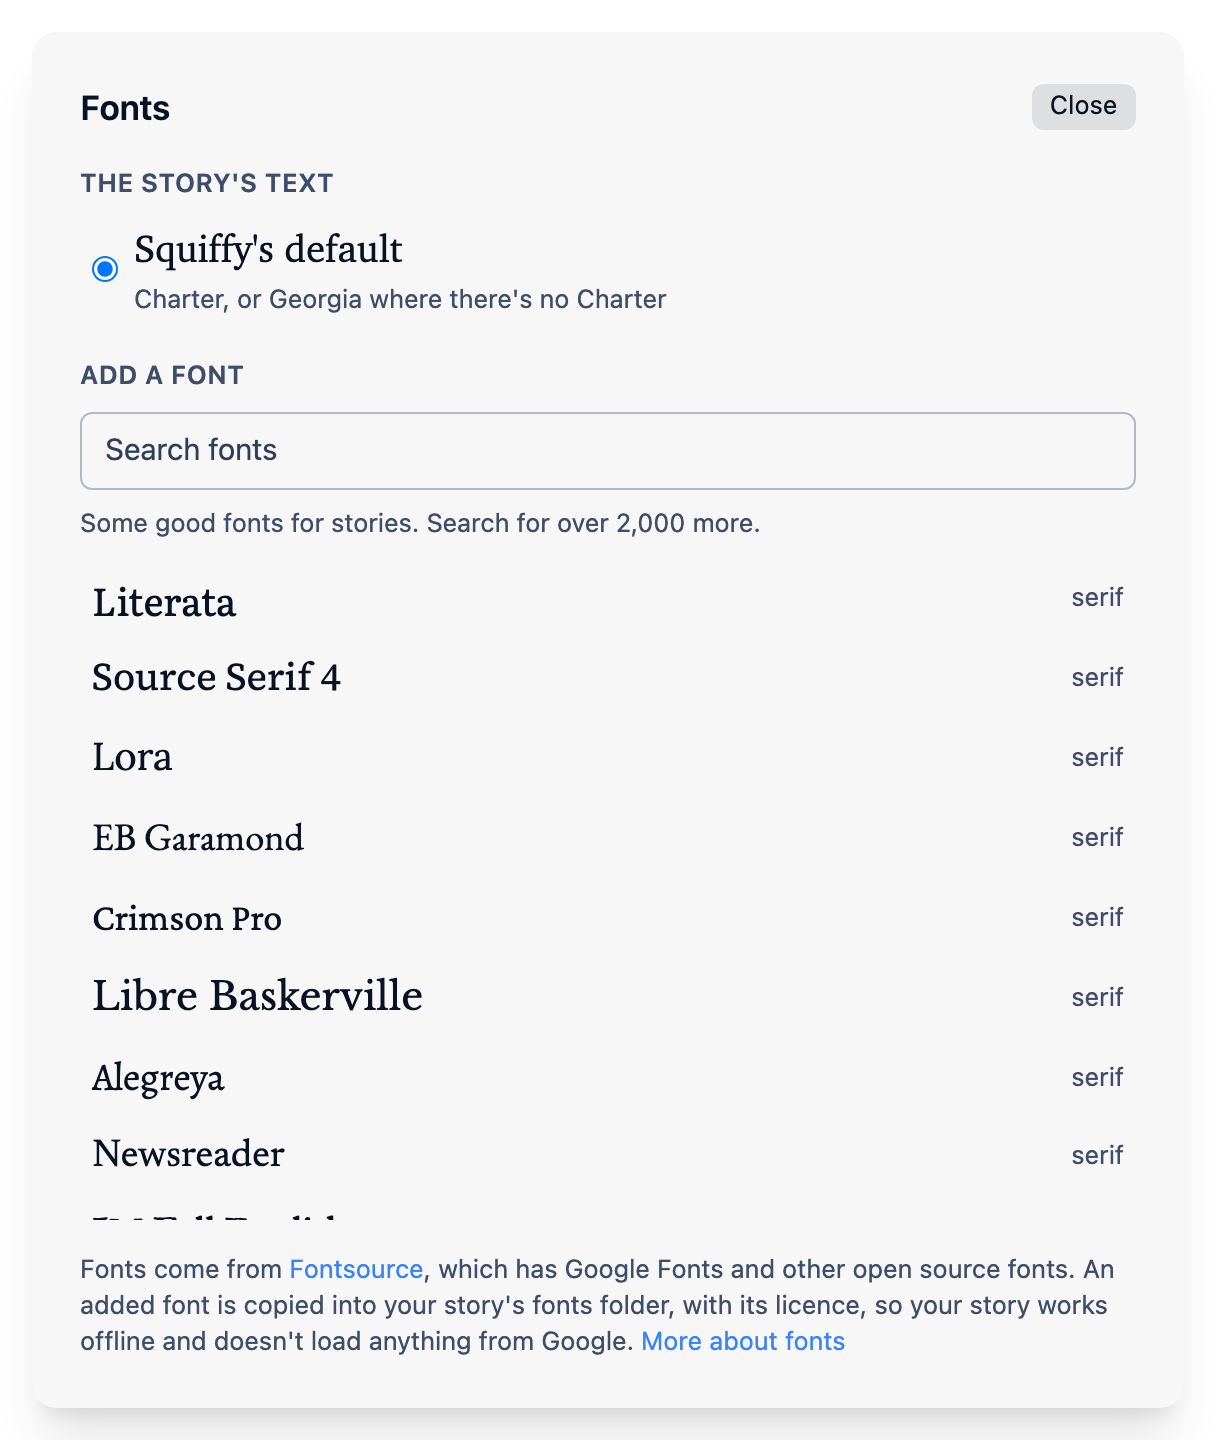 Fonts
Close
THE STORY'S TEXT
Squiffy's default
Charter, or Georgia where there's no Charter
ADD A FONT
Search fonts
Some good fonts for stories. Search for over 2,000 more.
Literata serif
Source Serif 4 serif
Lora serif
EB Garamond serif
Crimson Pro serif
Libre Baskerville serif
Alegreya serif
Newsreader serif
Fonts come from Fontsource, which has Google Fonts and other open source fonts. An
added font is copied into your story's fonts folder, with its licence, so your story works
offline and doesn't load anything from Google. More about fonts